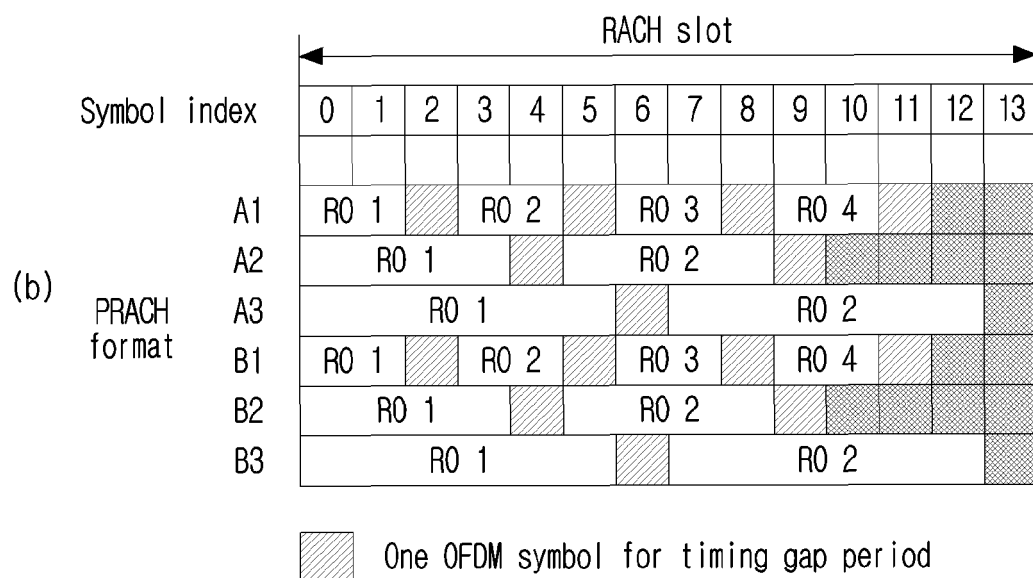 RACH slot
Symbol index 0 1 2 3 4 5 6 7 8 9 10 11 12 13
A1 RO 1 RO 2 RO 3 RO 4
A2 RO 1 RO 2
(b)
PRACH
format
A3 RO 1 RO 2
B1 RO 1 RO 2 RO 3 RO 4
B2 RO 1 RO 2
B3 RO 1 RO 2
One OFDM symbol for timing gap period